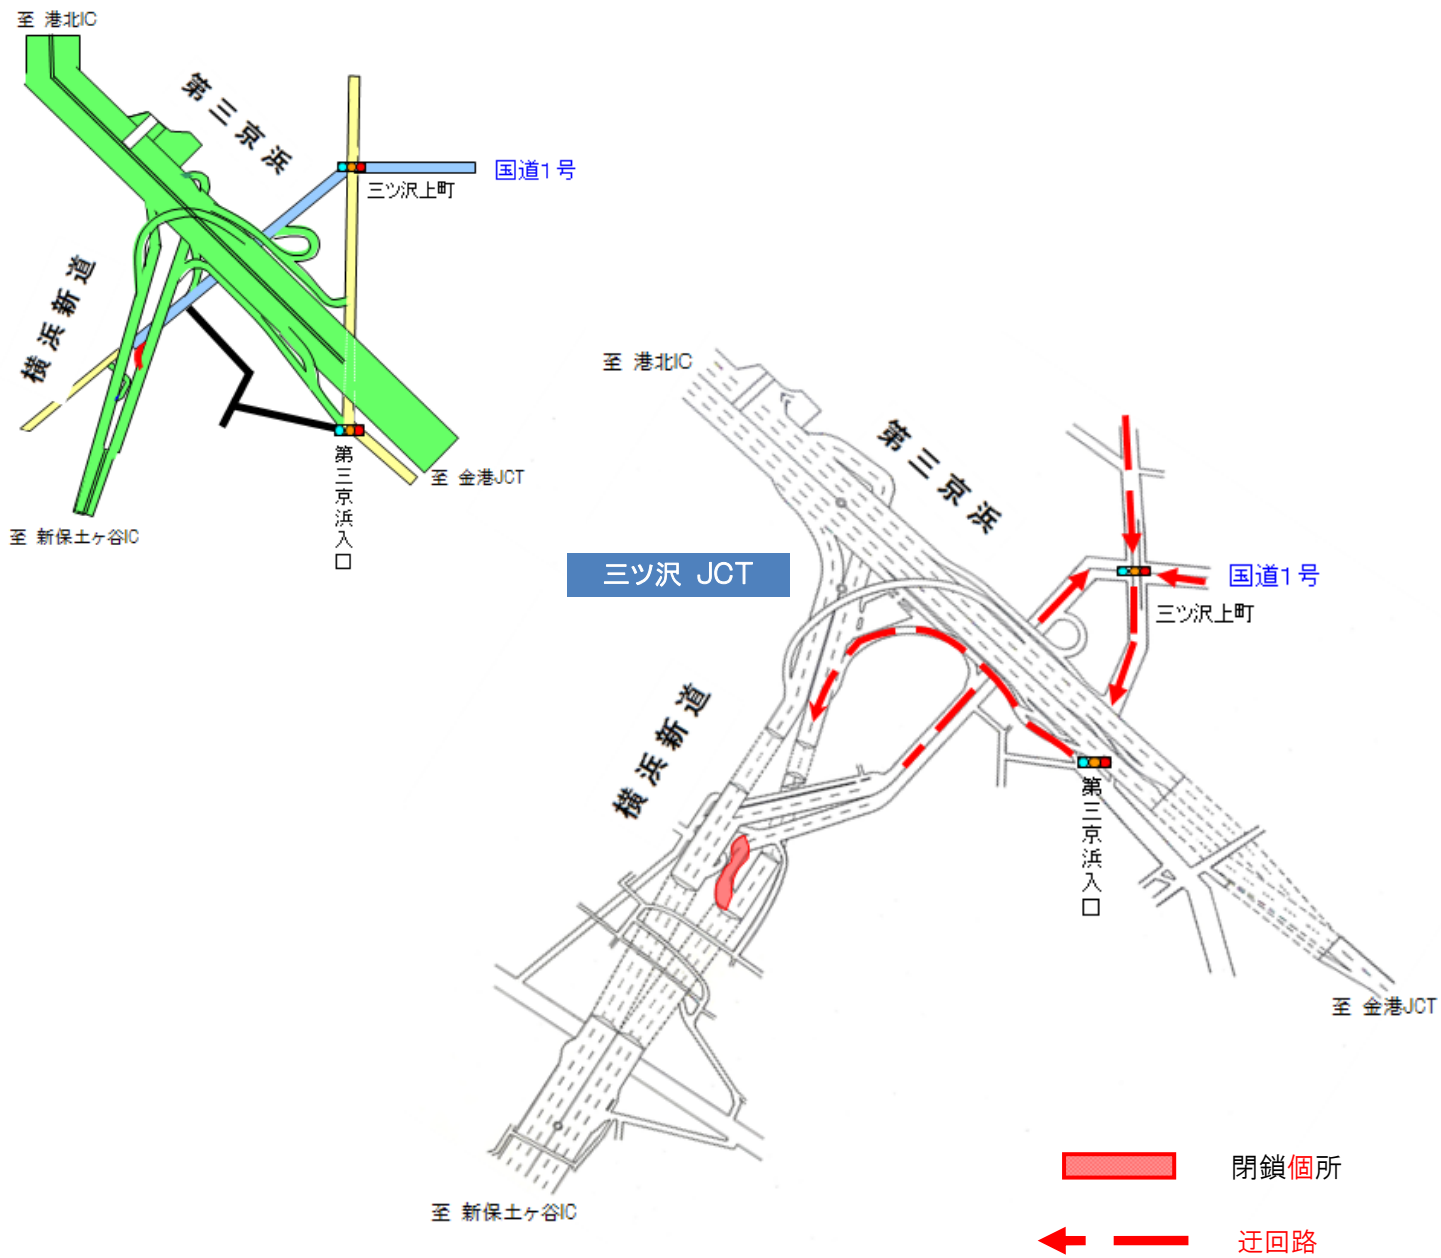 至 港北IC
第三京浜
国道1号
三ツ沢上町
横浜新道
至 金港JCT
第三京浜入口
至 新保土ヶ谷IC
至 港北IC
第三京浜
三ツ沢 JCT
国道1号
三ツ沢上町
横浜新道
第三京浜入口
至 金港JCT
至 新保土ヶ谷IC
閉鎖個所
迂回路